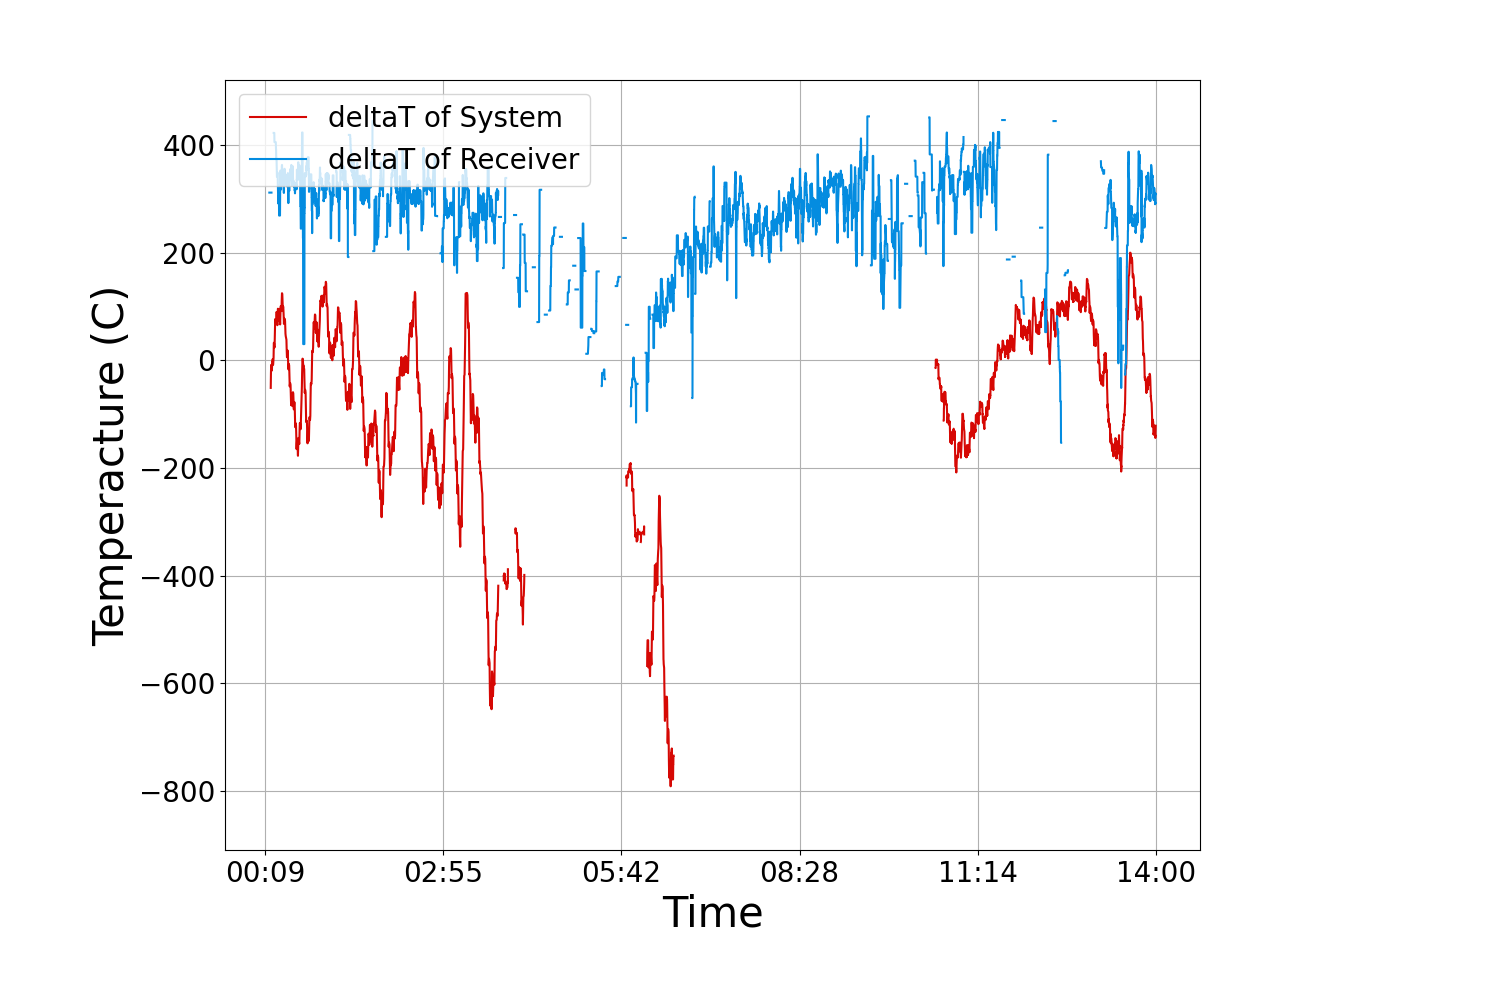 deltaT of System
deltaT of Receiver
400
200
0
−200
−400
−600
−800
Temperacture (C)
00:09 02:55 05:42 08:28 11:14 14:00
Time